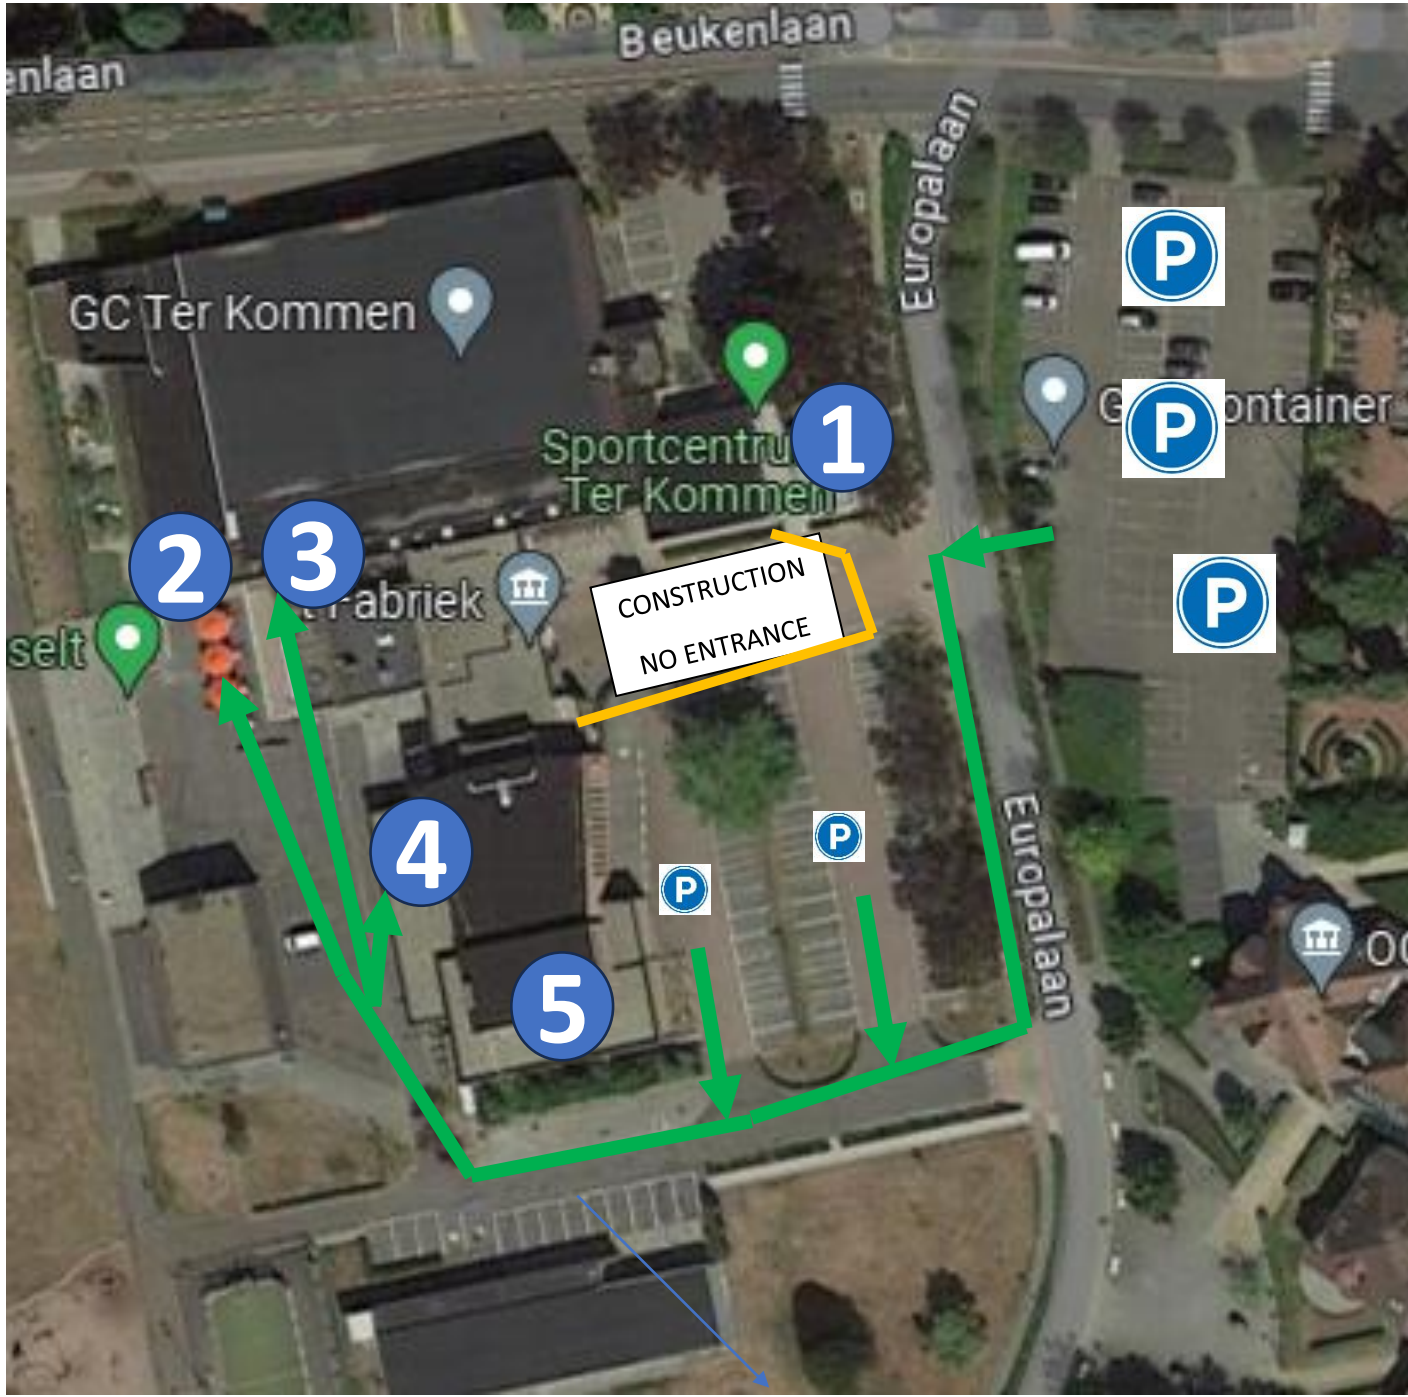 Beukenlaan
enlaan
Europalaan
P
GC Ter Kommen
P
ontainer
1
Sportcentru
Ter Kommen
2
3
CONSTRUCTION
NO ENTRANCE
Fabriek
P
selt
4
P
P
Europalaan
5